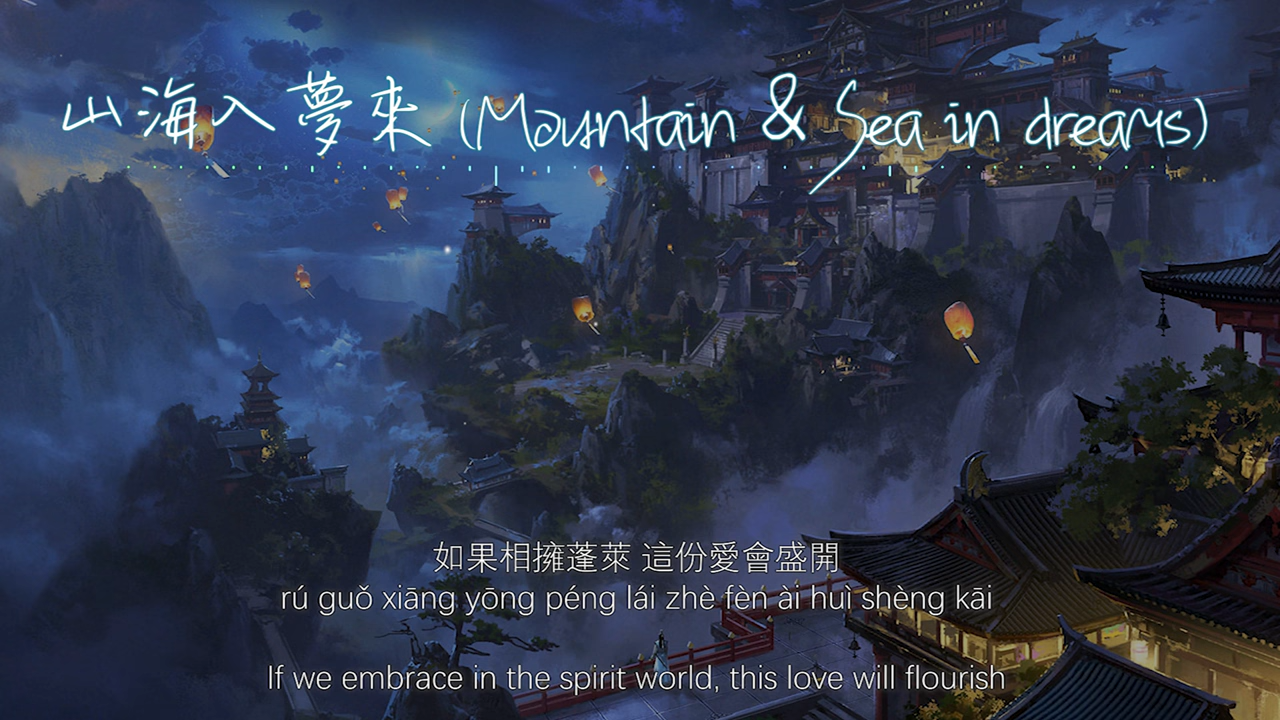 山海入夢來 (Mountain & Sea in dreams)
如果相擁蓬萊 這份愛會盛開
rú guǒ xiāng yōng péng lái zhè fèn ài huì shèng kāi
If we embrace in the spirit world, this love will flourish